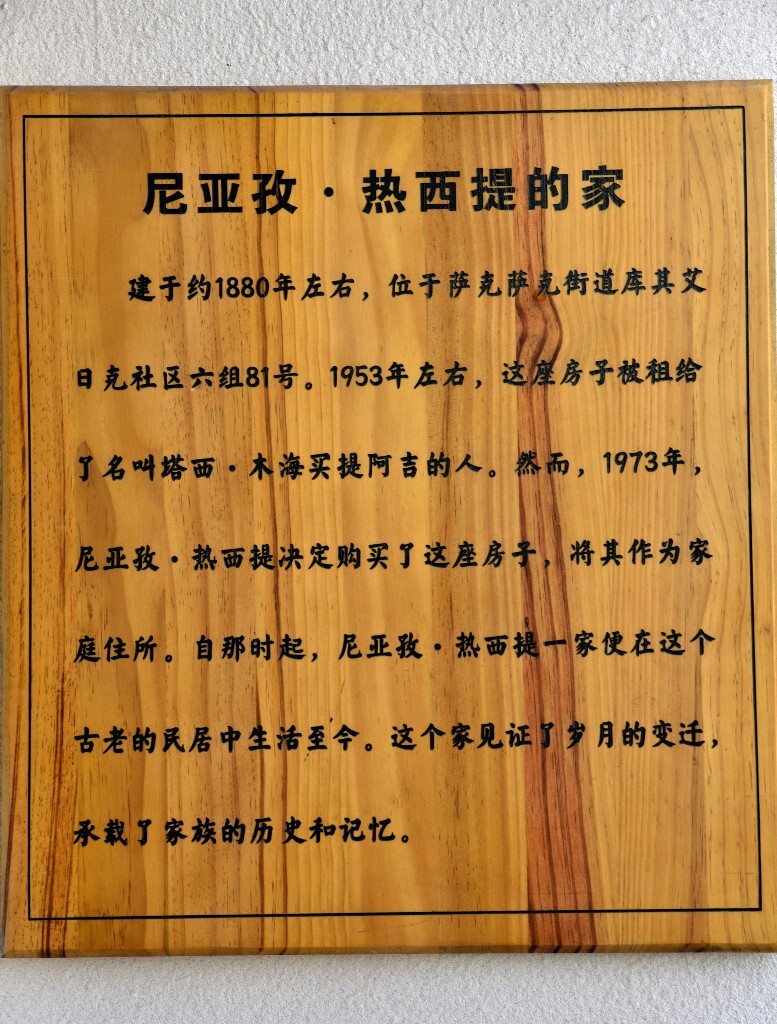 尼亚孜·热西提的家
建于约1880年左右，位于萨克萨克街道库其艾
日克社区六组81号。1953年左右，这座房子被租给
了名叫塔西·木海买提阿吉的人。然而，1973年，
尼亚孜·热西提决定购买了这座房子，将其作为家
庭住所。自那时起，尼亚孜·热西提一家便在这个
古老的民居中生活至今。这个家见证了岁月的变迁，
承载了家族的历史和记忆。